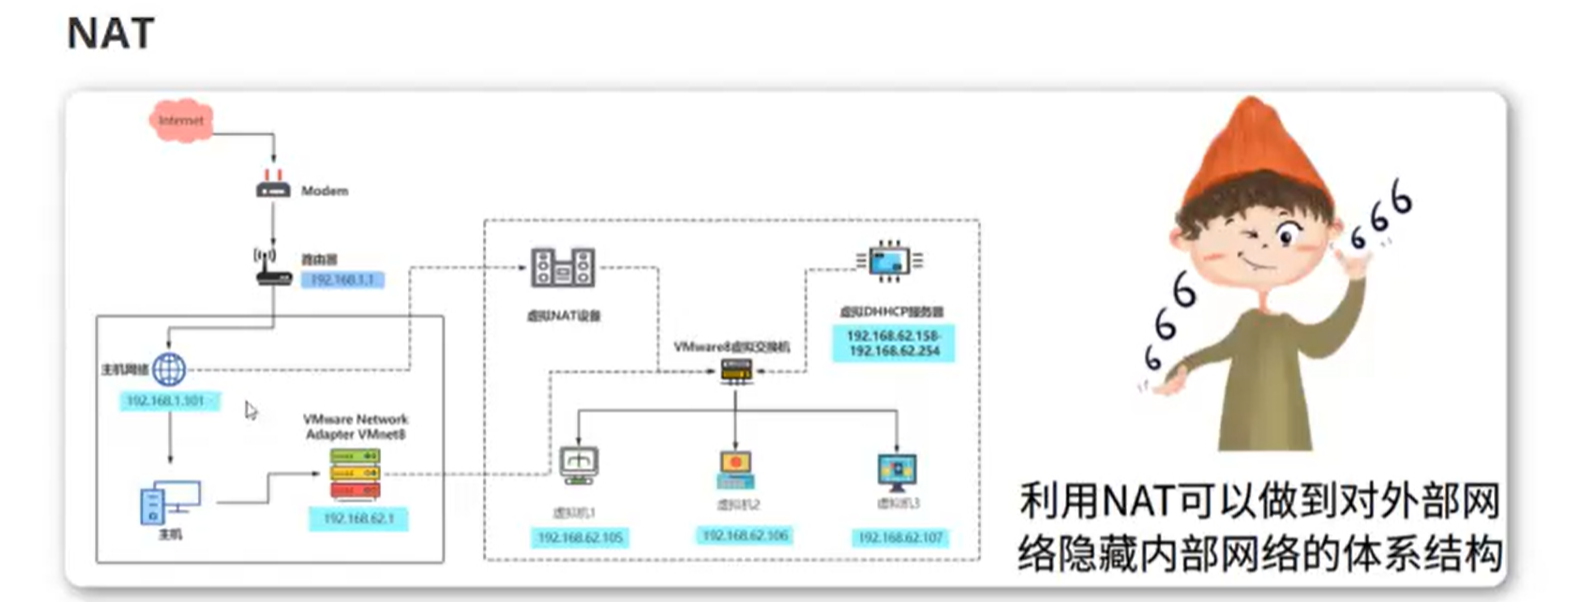 NAT
Internet
Modem
路由器
192.168.1.1
主机网络
192.168.1.101
VMware Network
Adapter VMnet8
192.168.62.1
主机
虚拟NAT设备
虚拟DHHCP服务器
192.168.62.158-
192.168.62.254
VMware8虚拟交换机
虚拟机1
192.168.62.105
虚拟机2
192.168.62.106
虚拟机3
192.168.62.107
666
666
利用NAT可以做到对外部网
络隐藏内部网络的体系结构